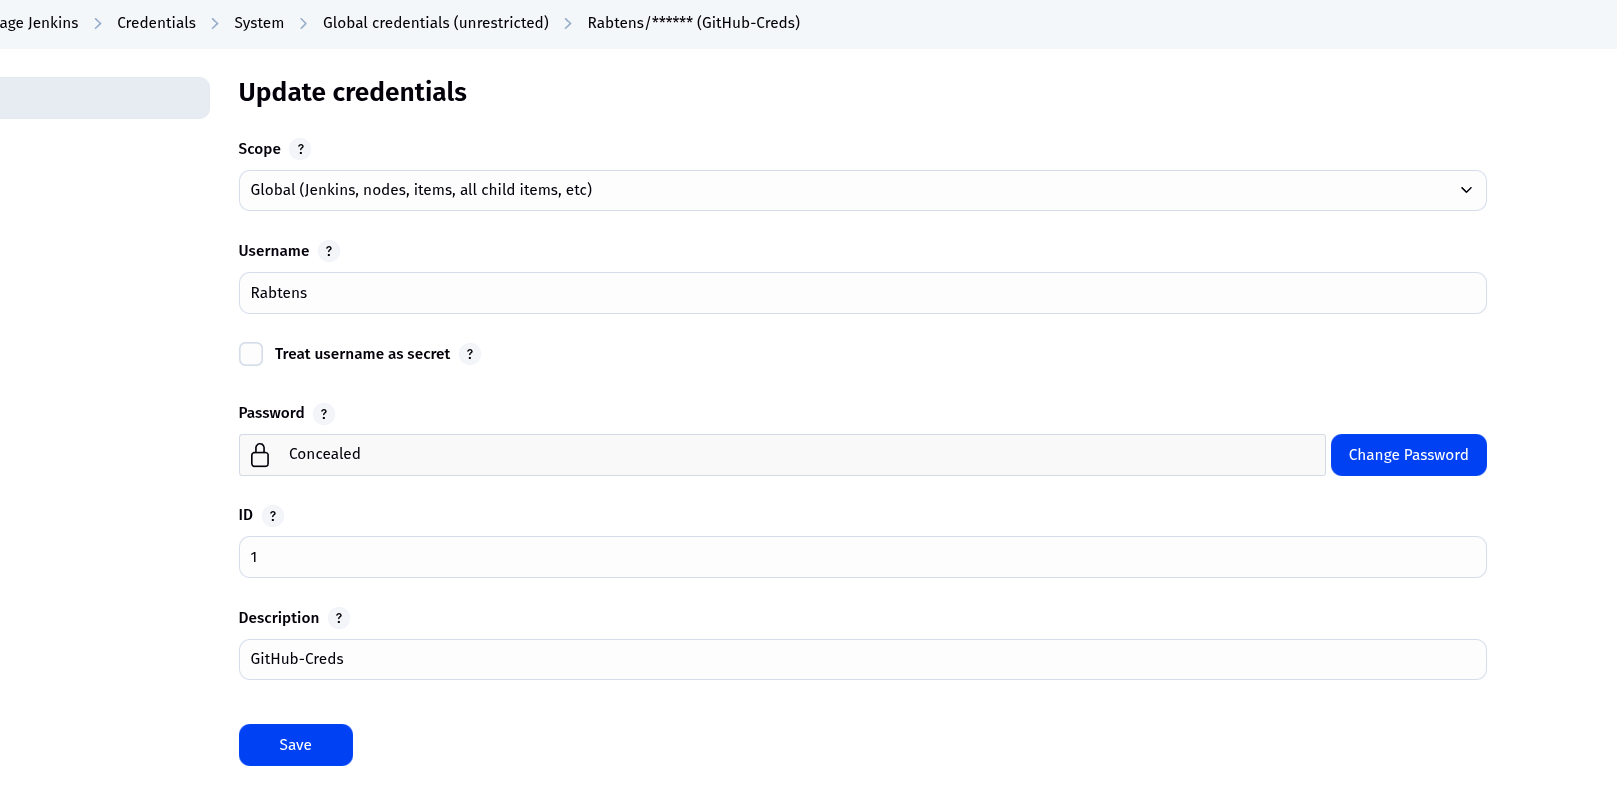 age Jenkins > Credentials > System > Global credentials (unrestricted) > Rabtens/****** (GitHub-Creds)
Update credentials
Scope ?
Global (Jenkins, nodes, items, all child items, etc)
Username ?
Rabtens
Treat username as secret ?
Password ?
Concealed
Change Password
ID ?
1
Description ?
GitHub-Creds
Save